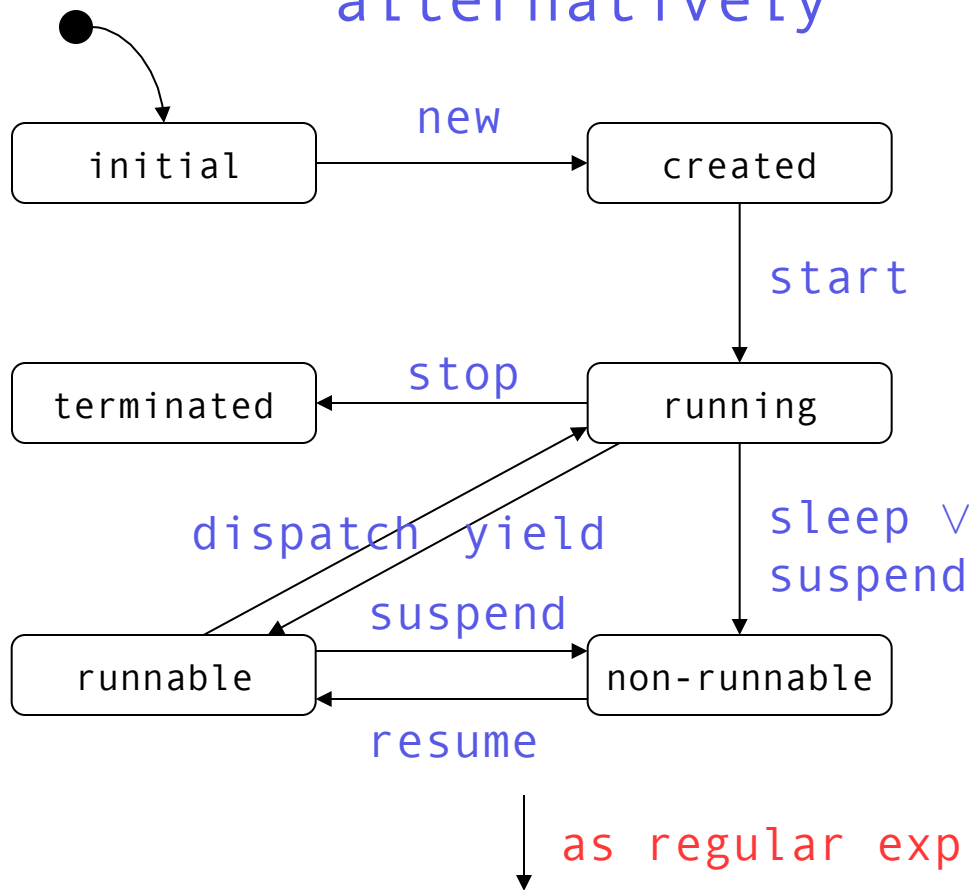 alternatively
new
initial
created
start
stop
terminated
running
dispatch yield
sleep ∨
suspend
suspend
runnable
non-runnable
resume
as regular exp